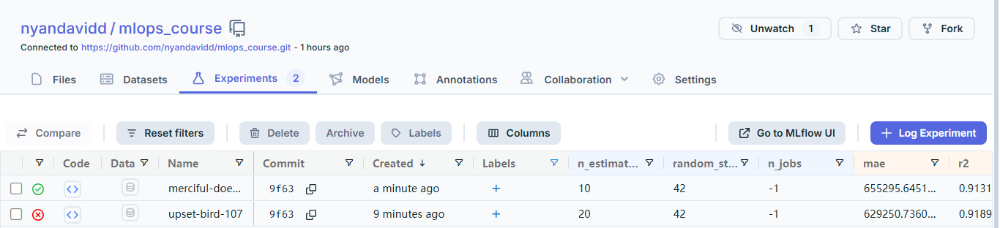 nyandavidd / mlops_course
Unwatch 1 Star Fork
Connected to https://github.com/nyandavidd/mlops_course.git - 1 hours ago
Files Datasets Experiments 2 Models Annotations Collaboration Settings
Compare Reset filters Delete Archive Labels Columns Go to MLflow UI + Log Experiment
Code Data Name Commit Created ↓ Labels n_estimat... random_st... n_jobs mae r2
merciful-doe... 9f63 a minute ago + 10 42 -1 655295.6451... 0.9131
upset-bird-107 9f63 9 minutes ago + 20 42 -1 629250.7360... 0.9189